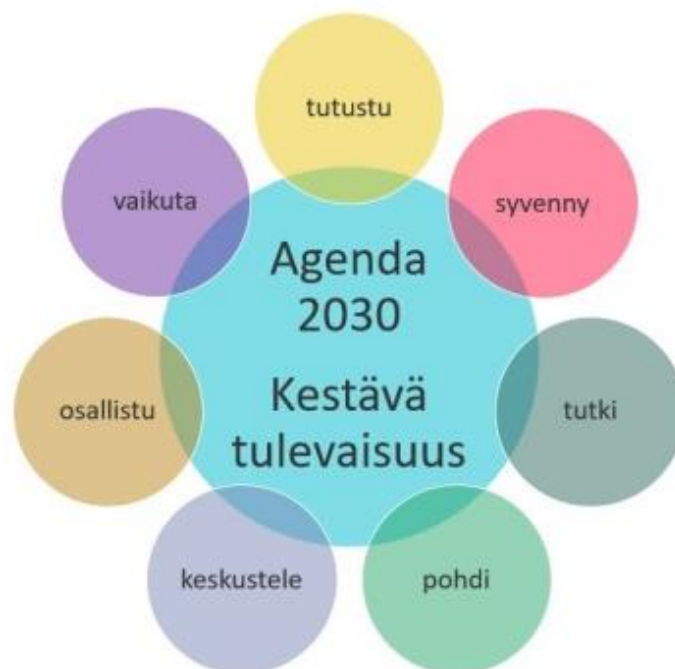 tutustu
vaikuta
syvenny
Agenda
2030
Kestävä
tulevaisuus
osallistu
tutki
keskustele
pohdi